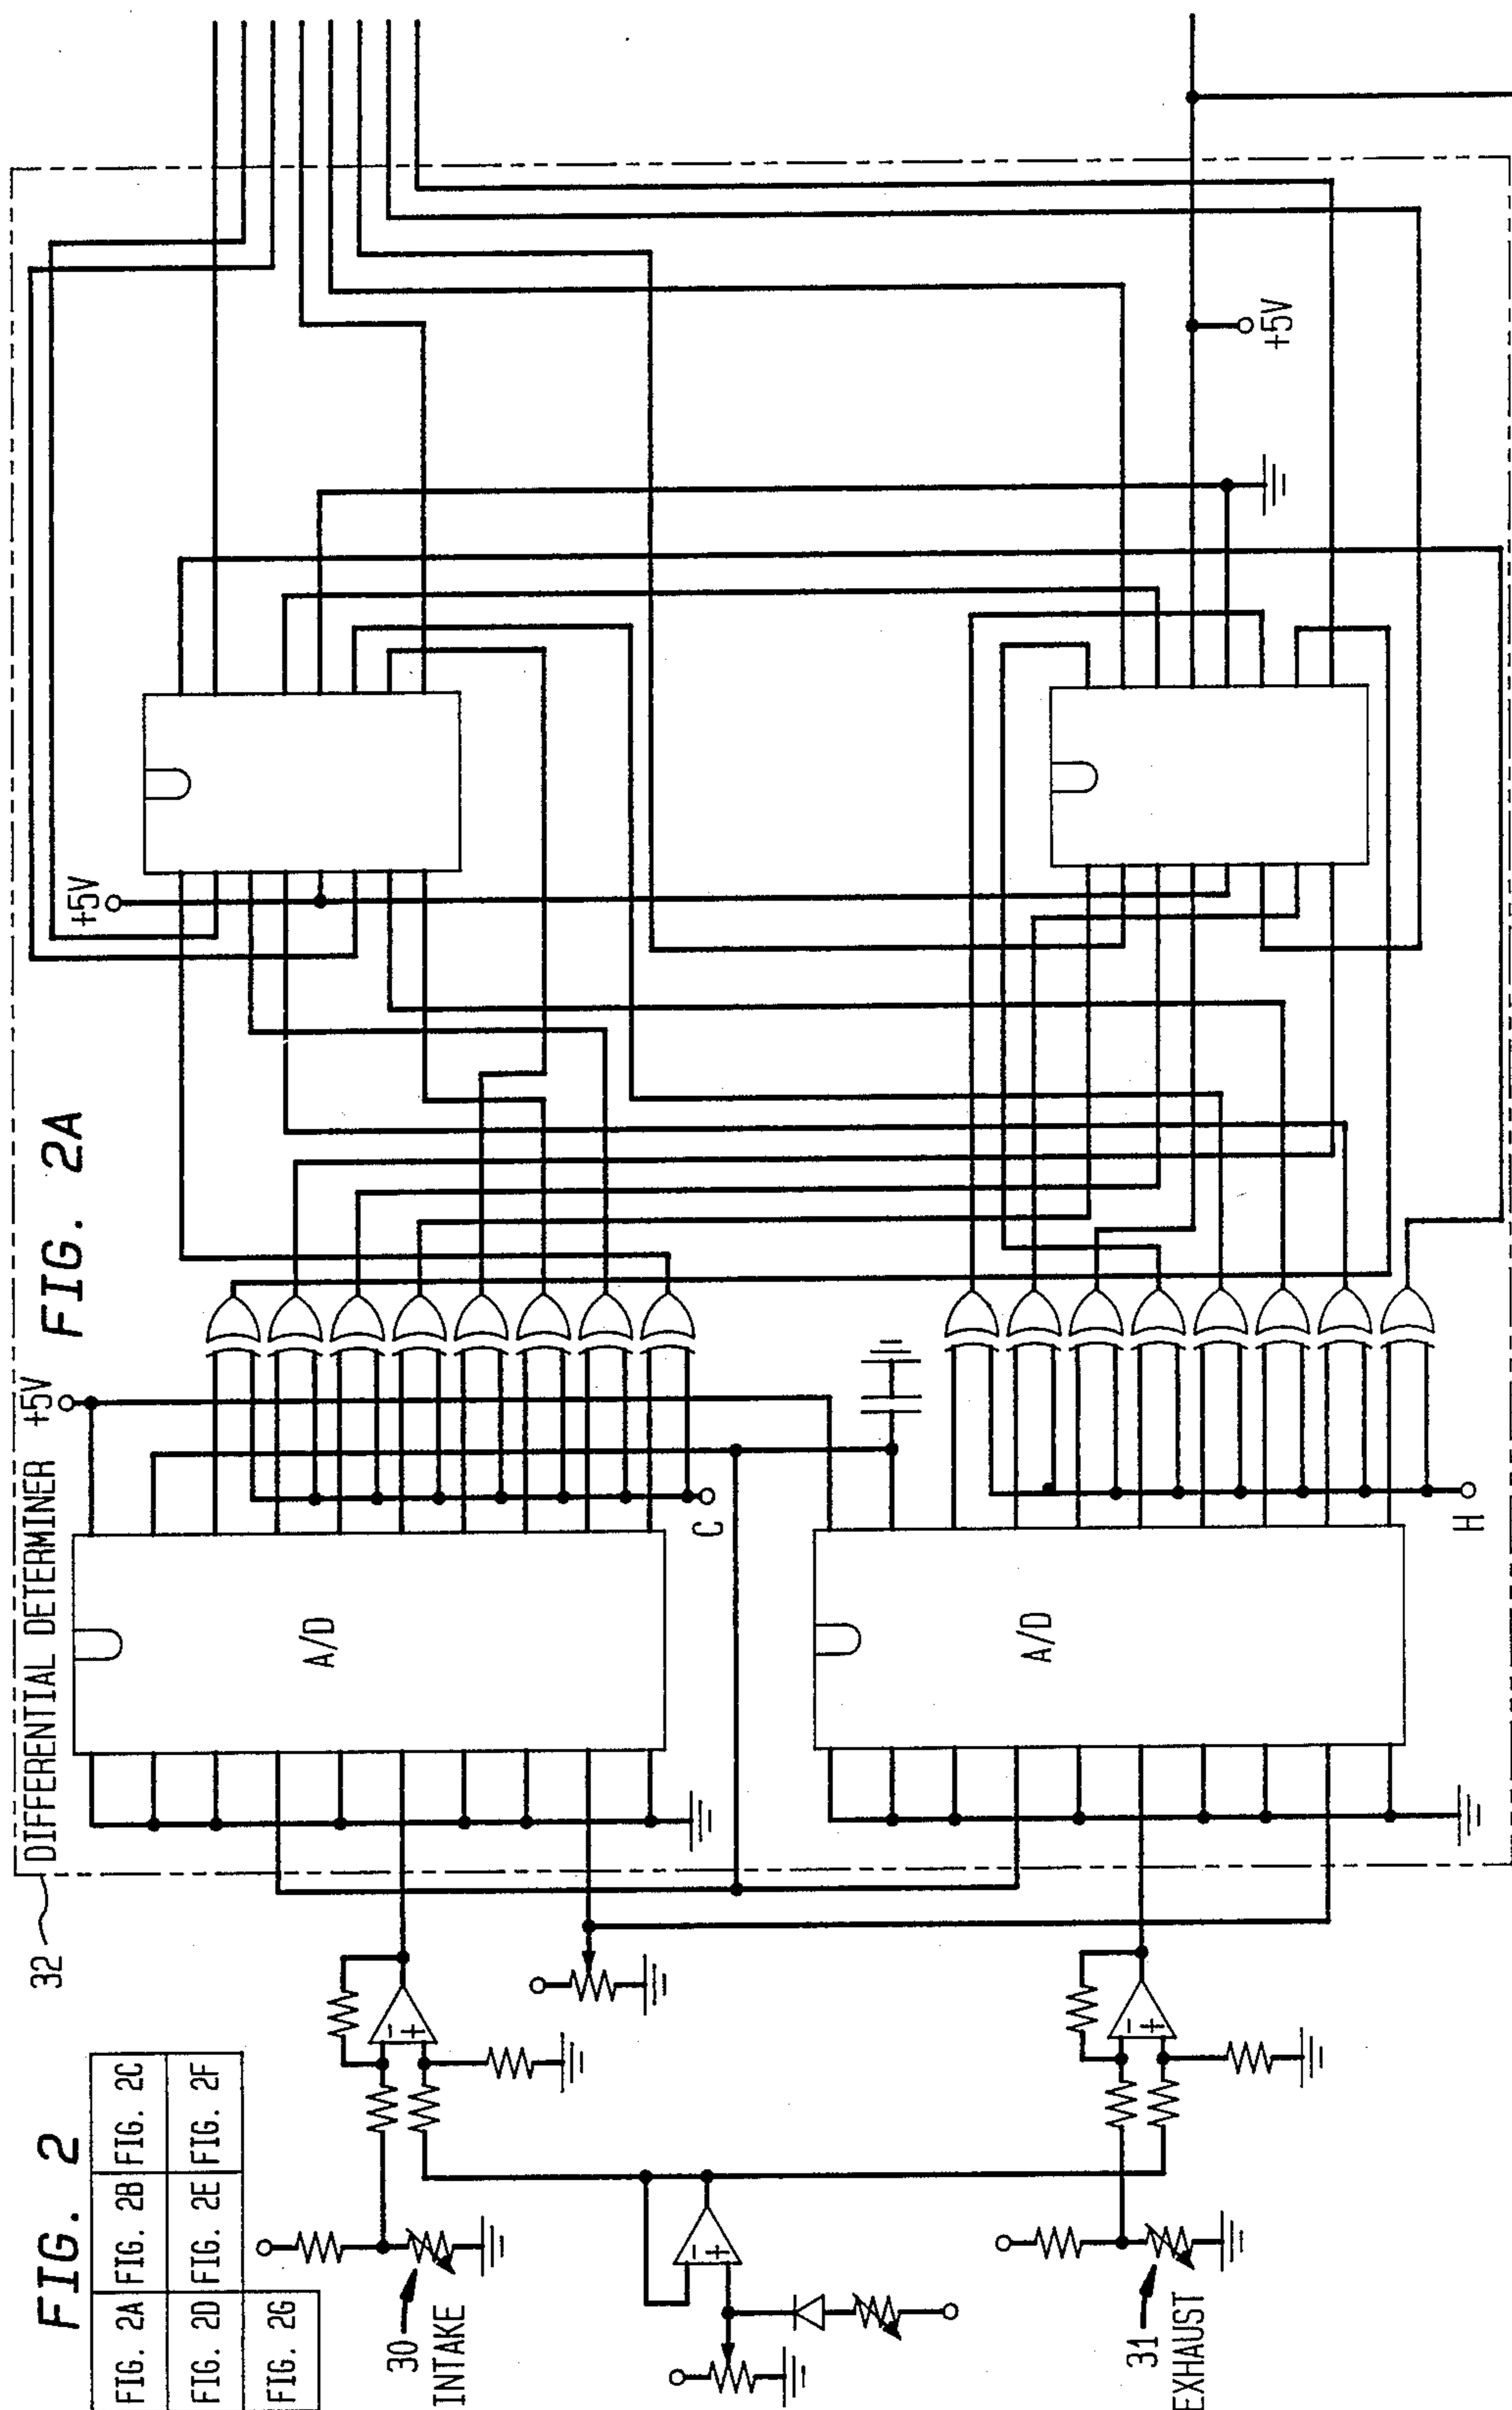 FIG. 2
FIG. 2A FIG. 2B FIG. 2C
FIG. 2D FIG. 2E FIG. 2F
FIG. 2G
FIG. 2A
32
DIFFERENTIAL DETERMINER
+5V
+5V
A/D
C
30
INTAKE
-
+
-
+
A/D
H
31
EXHAUST
-
+
+5V